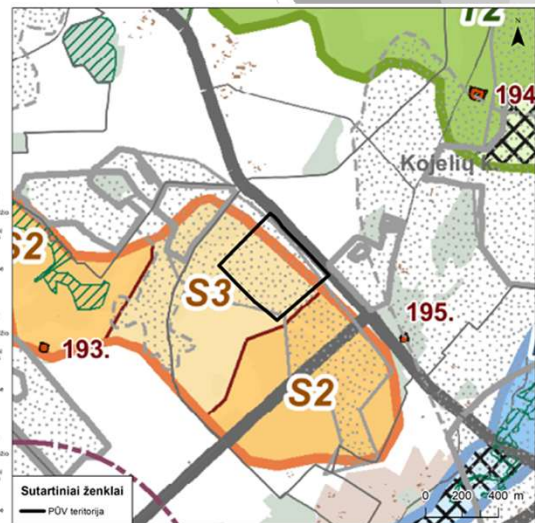 N
194
Kojelių k.
S2
S3
193.
195.
S2
Sutartiniai ženklai
PŪV teritorija
0 200 400 m